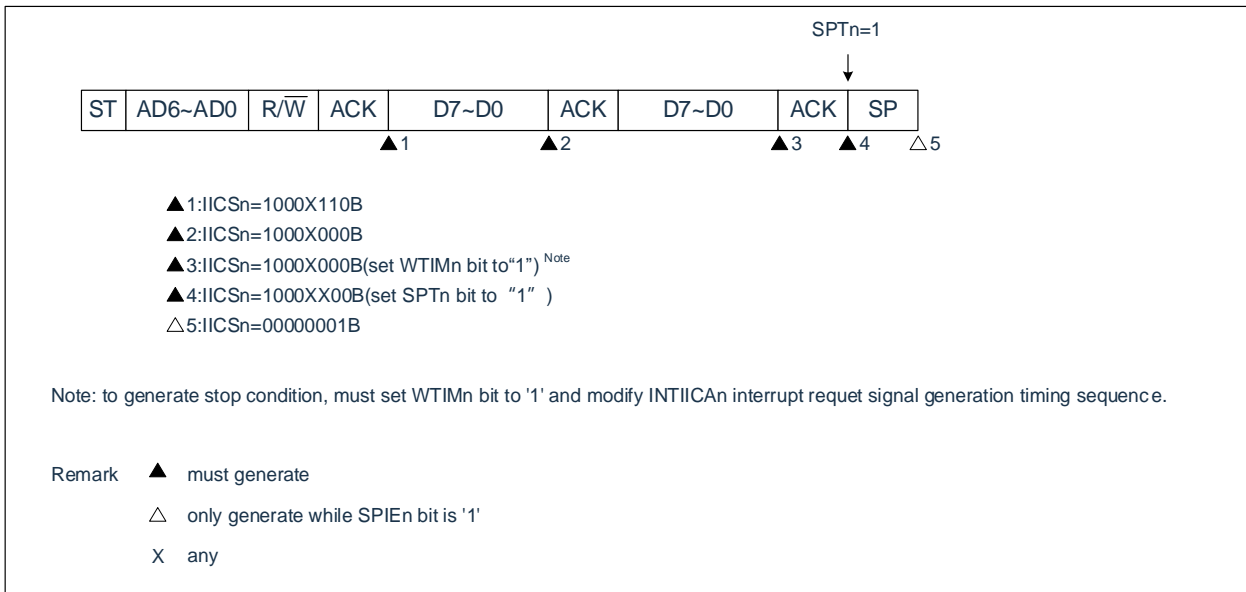 SPTn=1
ST AD6~AD0 R/W̅ ACK D7~D0 ACK D7~D0 ACK SP
▲1 ▲2 ▲3 ▲4 △5
▲1:IICSn=1000X110B
▲2:IICSn=1000X000B
▲3:IICSn=1000X000B(set WTIMn bit to“1”) Note
▲4:IICSn=1000XX00B(set SPTn bit to “1” )
△5:IICSn=00000001B
Note: to generate stop condition, must set WTIMn bit to '1' and modify INTIICAn interrupt requet signal generation timing sequence.
Remark ▲ must generate
△ only generate while SPIEn bit is '1'
X any